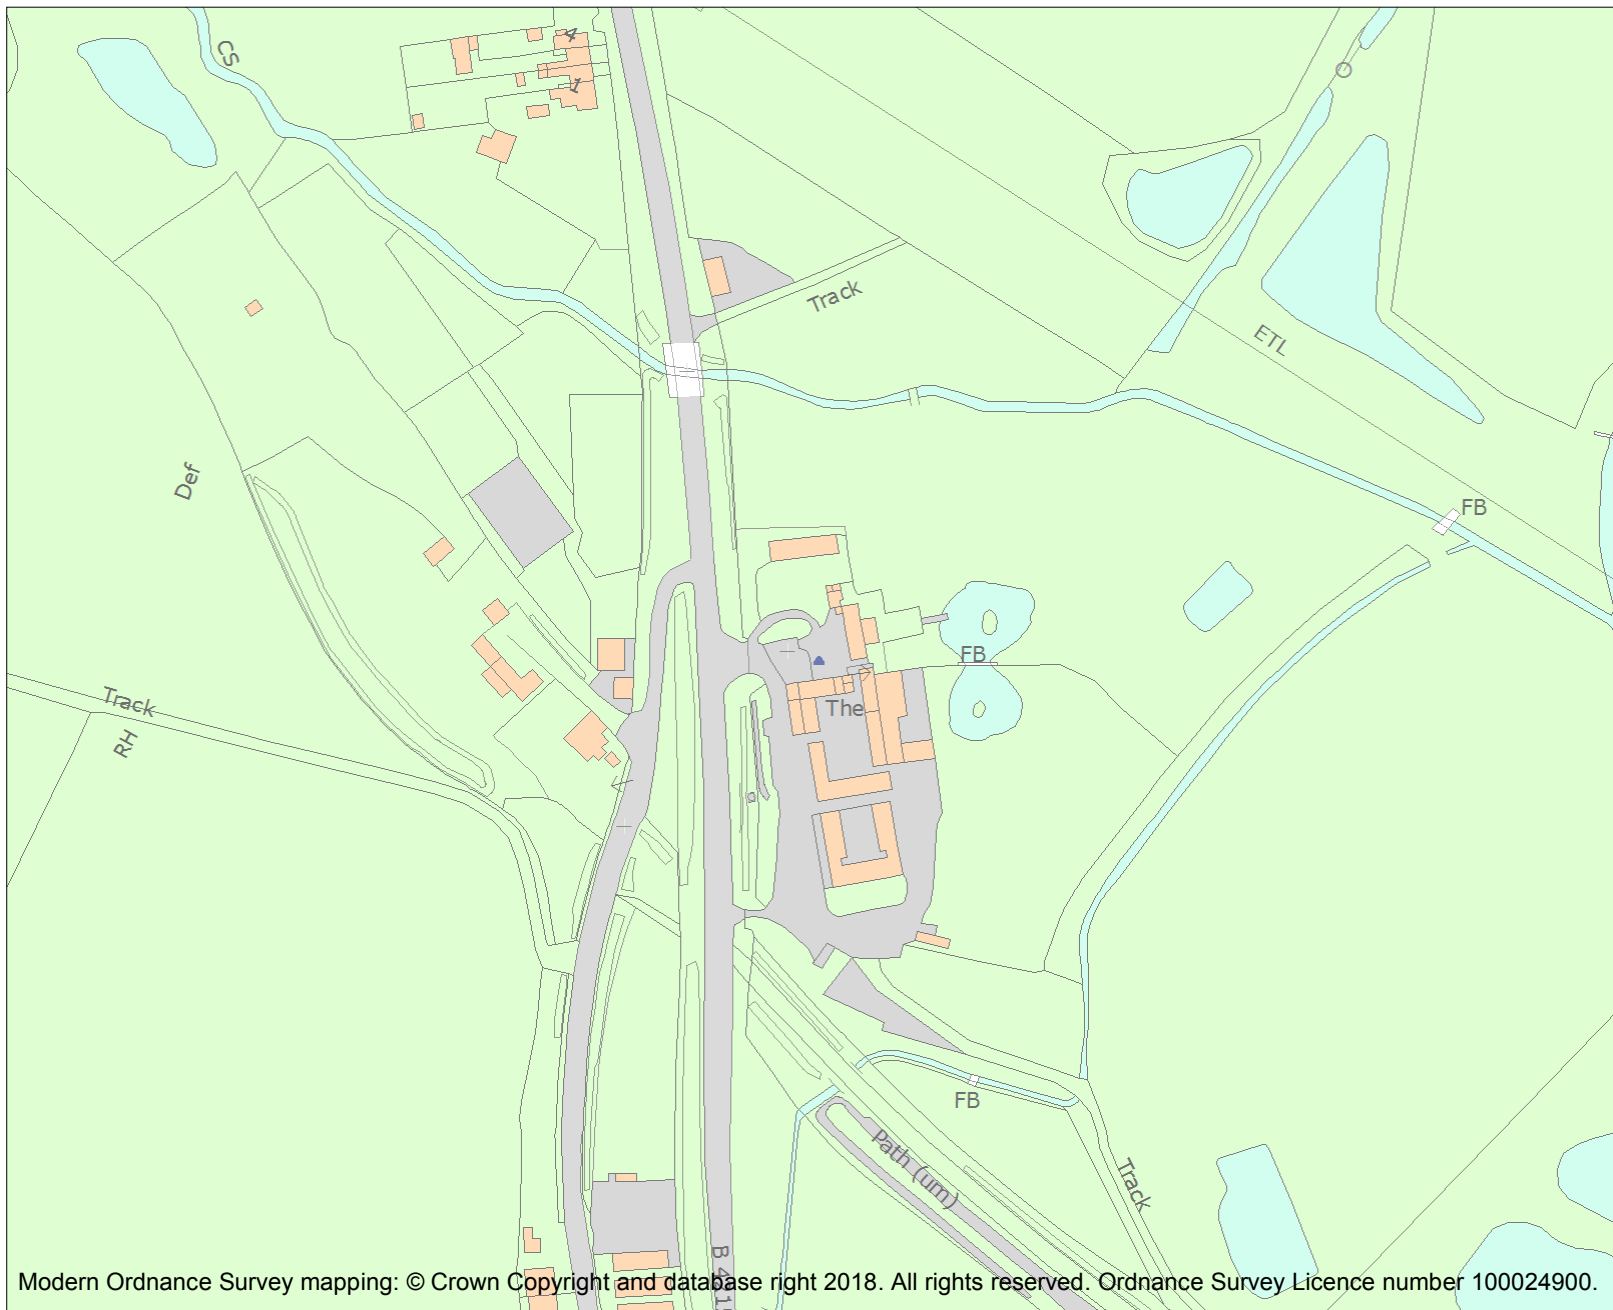 4
CS
1
Track
ETL
Def
FB
FB
Track
The
RH
FB
Path (um)
Track
Modern Ordnance Survey mapping: © Crown Copyright and database right 2018. All rights reserved. Ordnance Survey Licence number 100024900.